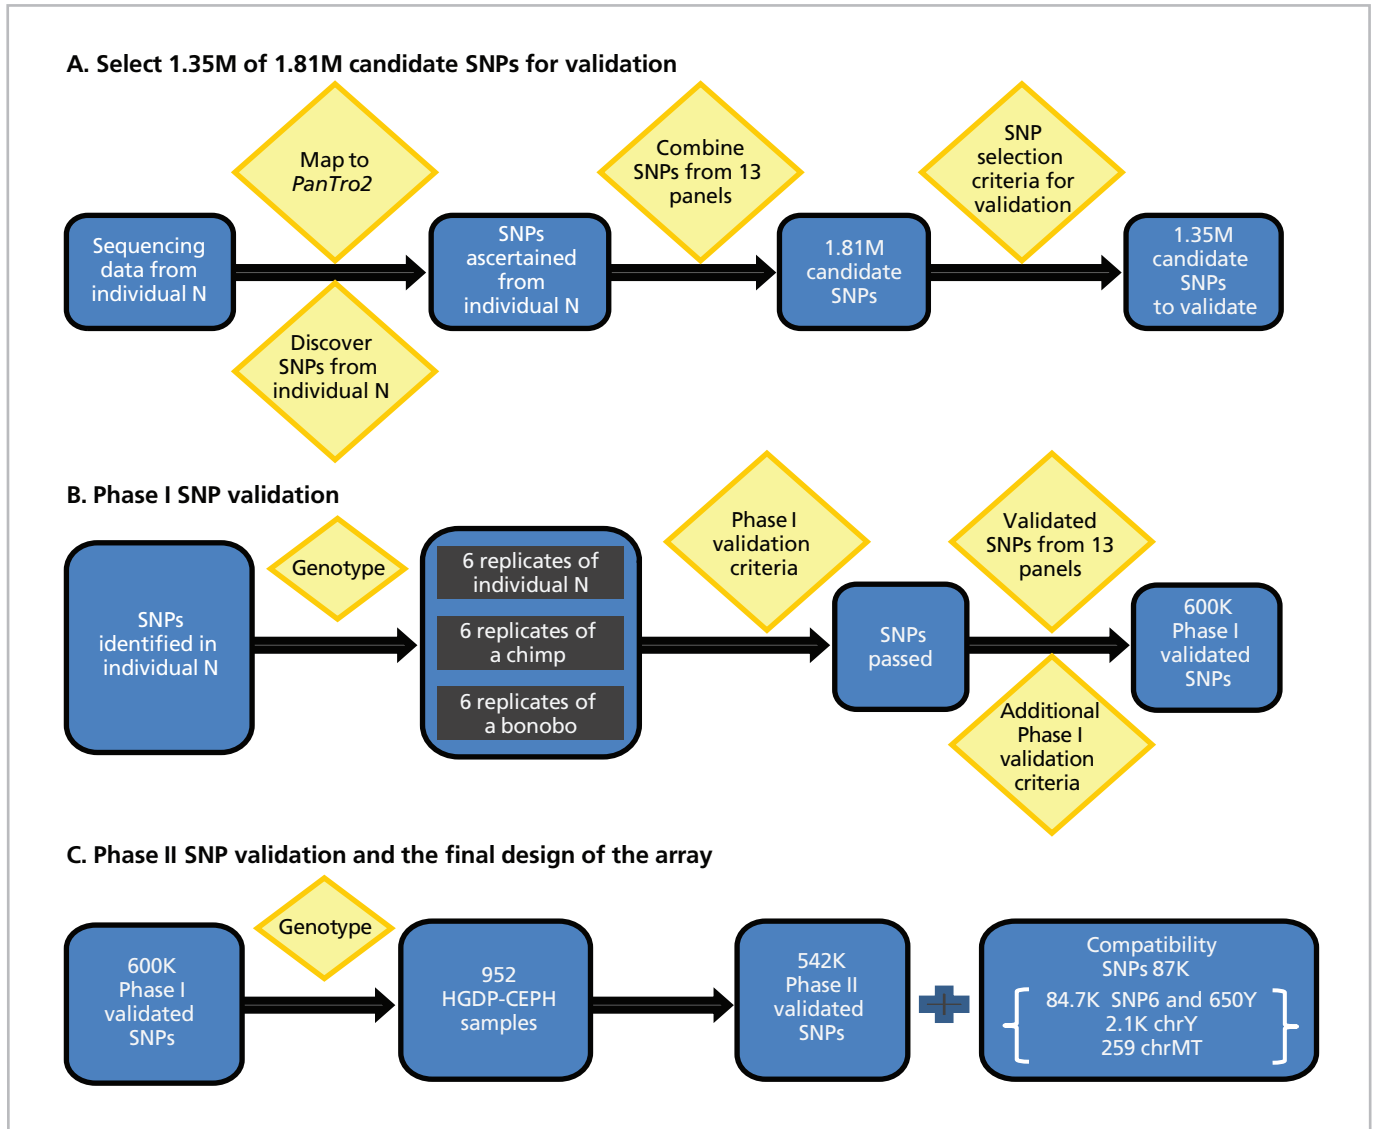 A. Select 1.35M of 1.81M candidate SNPs for validation
Map to
PanTro2
Combine
SNPs from 13
panels
SNP
selection
criteria for
validation
Sequencing
data from
individual N
SNPs
ascertained
from
individual N
1.81M
candidate
SNPs
1.35M
candidate
SNPs
to validate
Discover
SNPs from
individual N
B. Phase I SNP validation
Genotype
Phase I
validation
criteria
Validated
SNPs from 13
panels
SNPs
identified in
individual N
6 replicates of
individual N
6 replicates of
a chimp
6 replicates of
a bonobo
SNPs
passed
600K
Phase I
validated
SNPs
Additional
Phase I
validation
criteria
C. Phase II SNP validation and the final design of the array
Genotype
600K
Phase I
validated
SNPs
952
HGDP-CEPH
samples
542K
Phase II
validated
SNPs
+
Compatibility
SNPs 87K
84.7K SNP6 and 650Y
2.1K chrY
259 chrMT